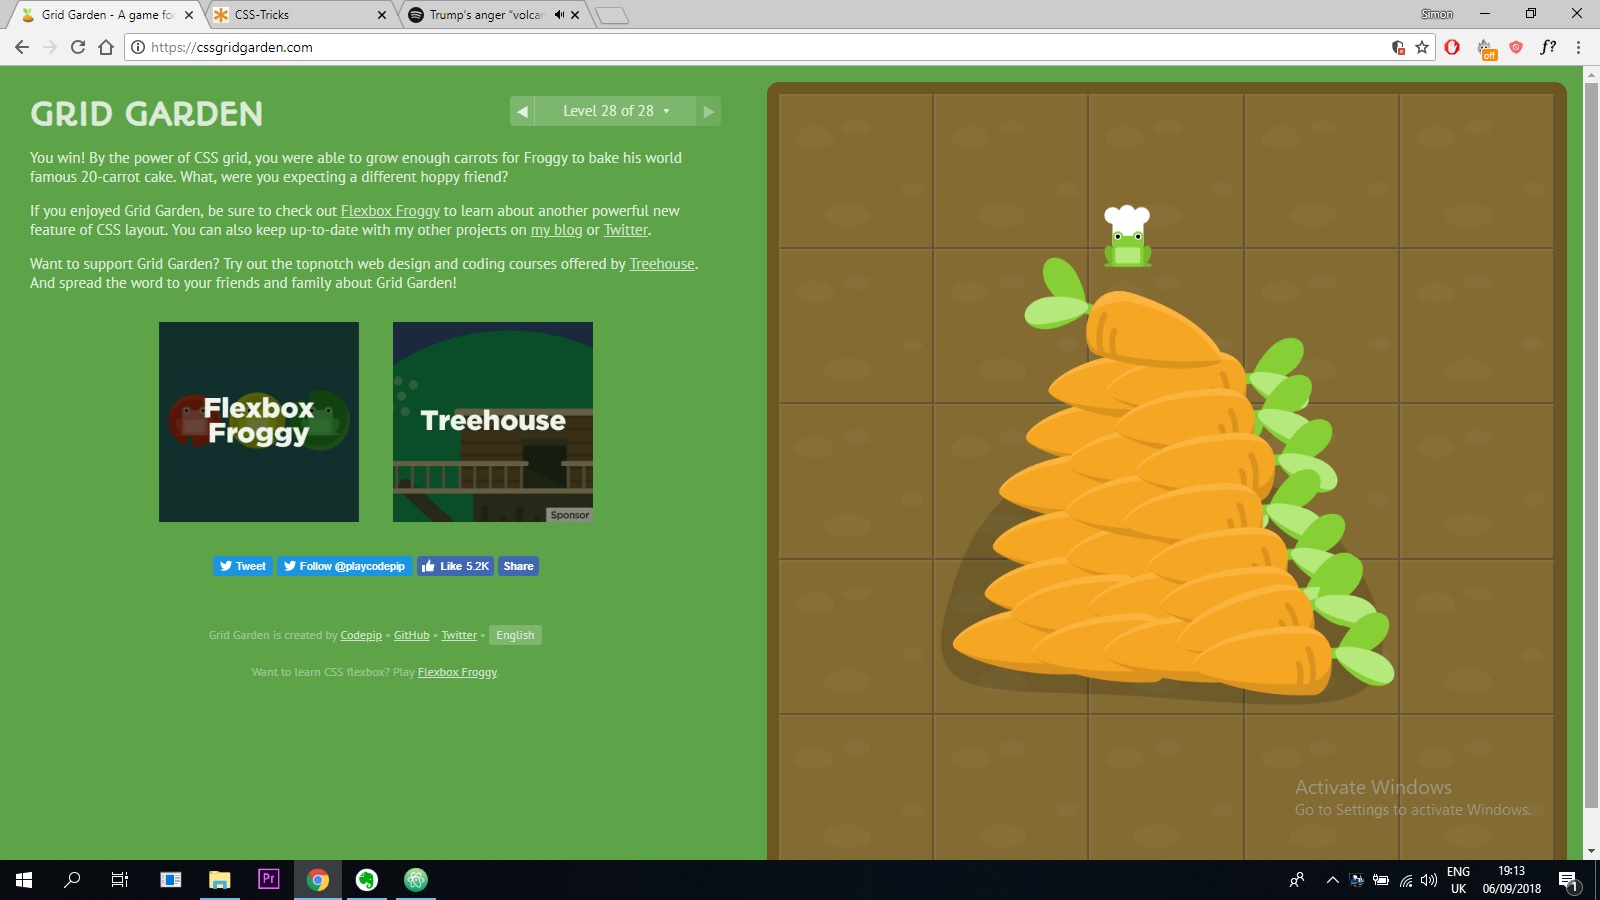 Grid Garden - A game for
CSS-Tricks
Trump's anger "volcan
Simon
https://cssgridgarden.com
off
f?
GRID GARDEN
Level 28 of 28
You win! By the power of CSS grid, you were able to grow enough carrots for Froggy to bake his world
famous 20-carrot cake. What, were you expecting a different hoppy friend?
If you enjoyed Grid Garden, be sure to check out Flexbox Froggy to learn about another powerful new
feature of CSS layout. You can also keep up-to-date with my other projects on my blog or Twitter.
Want to support Grid Garden? Try out the topnotch web design and coding courses offered by Treehouse.
And spread the word to your friends and family about Grid Garden!
Flexbox
Froggy
Treehouse
Sponsor
Tweet
Follow @playcodepip
Like 5.2K
Share
Grid Garden is created by Codepip • GitHub • Twitter • English
Want to learn CSS flexbox? Play Flexbox Froggy.
Activate Windows
Go to Settings to activate Windows.
Pr
ENG
UK
19:13
06/09/2018
1